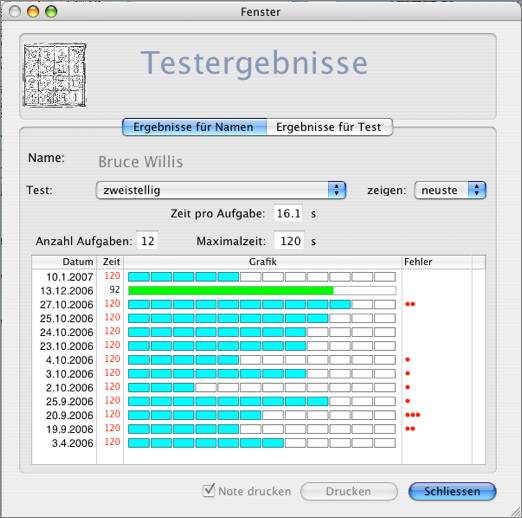 Fenster
Testergebnisse
Ergebnisse für Namen Ergebnisse für Test
Name: Bruce Willis
Test: zweistellig zeigen: neuste
Zeit pro Aufgabe: 16.1 s
Anzahl Aufgaben: 12 Maximalzeit: 120 s
Datum Zeit Grafik Fehler
10.1.2007 120
13.12.2006 92
27.10.2006 120
25.10.2006 120
24.10.2006 120
23.10.2006 120
4.10.2006 120
3.10.2006 120
2.10.2006 120
25.9.2006 120
20.9.2006 120
19.9.2006 120
3.4.2006 120
Note drucken Drucken Schliessen